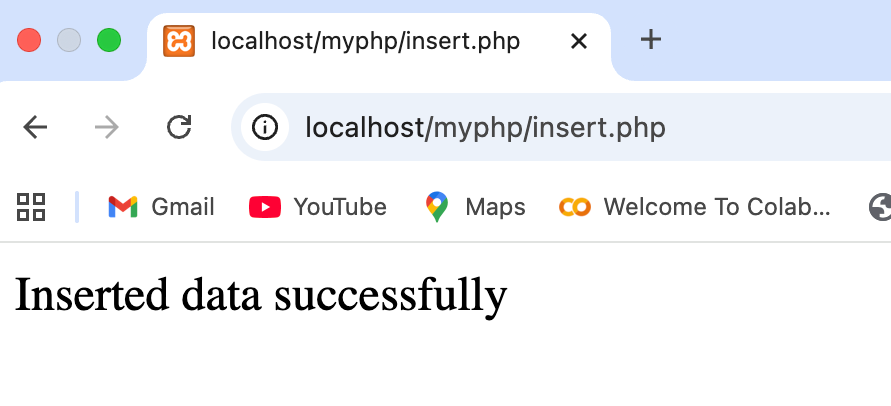 localhost/myphp/insert.php
localhost/myphp/insert.php
Gmail YouTube Maps Welcome To Colab...
Inserted data successfully